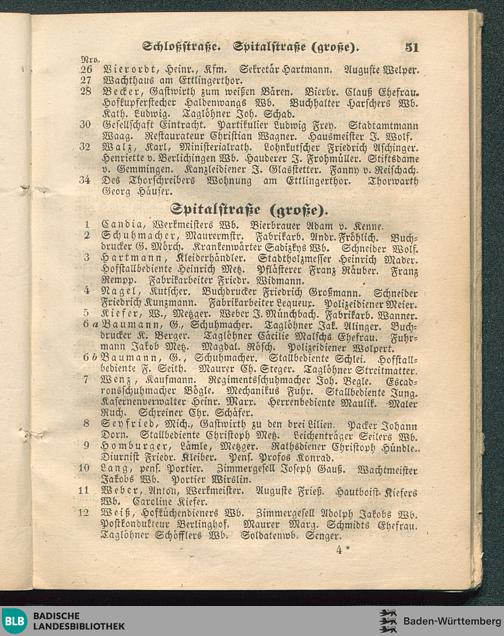 Schloßstraße. Spitalstraße (große). 51
Nro.
26 Vierordt, Heinr., Kfm. Sekretär Hartmann. Auguste Welper.
27 Wachthaus am Ettlingerthor.
28 Becker, Gastwirth zum weißen Bären. Vierbr. Clauß Ehefrau.
Hofkupferstecher Haldenwangs Wb. Buchhalter Harschers Wb.
Kath. Ludwig. Taglöhner Joh. Schab.
30 Gesellschaft Eintracht. Partikulier Ludwig Frey. Stadtamtmann
Waag. Restaurateur Christian Wagner. Hausmeister J. Wolf.
32 Walz, Karl, Ministerialrath. Lohnkutscher Friedrich Aschinger.
Henriette v. Berlichingen Wb. Hauderer J. Frohmüller. Stiftsdame
v. Gemmingen. Kanzleidiener J. Glasstetter. Fanny v. Reischach.
34 Des Thorschreibers Wohnung am Ettlingerthor. Thorwarth
Georg Häuser.
Spitalstraße (große).
1 Candia, Werkmeisters Wb. Bierbrauer Adam v. Kenne.
2 Schuhmacher, Maurermstr. Fabrikarb. Andr. Fröhlich. Buch-
drucker G. Mörch. Krankenwärter Sadizkys Wb. Schneider Wolf.
3 Hartmann, Kleiderhändler. Stadtholzmesser Heinrich Mader.
Hofstallbediente Heinrich Metz. Pflästerer Franz Räuber. Franz
Rempp. Fabrikarbeiter Friedr. Widmann.
4 Nagel, Kutscher. Buchdrucker Friedrich Großmann. Schneider
Friedrich Kunzmann. Fabrikarbeiter Lequeur. Polizeidiener Meier.
5 Kiefer, W., Metzger. Weber J. Münchbach. Fabrikarb. Wanner.
6 a Baumann, G., Schuhmacher. Taglöhner Jak. Alinger. Buch-
drucker K. Berger. Taglöhner Cäcilie Malschs Ehefrau. Fuhr-
mann Jakob Metz. Magdal. Rösch. Polizeidiener Wolpert.
6 b Baumann, G., Schuhmacher. Stallbediente Schlei. Hofstall-
bediente F. Seith. Maurer Ch. Steger. Taglöhner Streitmatter.
7 Wenz, Kaufmann. Regimentsschuhmacher Joh. Begle. Escad-
ronsschuhmacher Bögle. Mechanikus Fuhr. Stallbediente Jung.
Kasernenverwalter Heinr. Marx. Herrenbediente Maulik. Maler
Ruch. Schreiner Chr. Schäfer.
8 Seyfried, Mich., Gastwirth zu den drei Lilien. Packer Johann
Dorn. Stallbediente Christoph Metz. Leichenträger Seilers Wb.
9 Homburger, Lämle, Metzger. Rathsdiener Christoph Hündle.
Diurnist Friedr. Kleiber. Pens. Profos Konrad.
10 Lang, pens. Portier. Zimmergesell Joseph Gauß. Wachtmeister
Jakobs Wb. Portier Wirslin.
11 Weber, Anton, Werkmeister. Auguste Frieß. Hautboist Kiefers
Wb. Caroline Kiefer.
12 Weiß, Hofküchendieners Wb. Zimmergesell Adolph Jakobs Wb.
Postkondukteur Berlinghof. Maurer Marg. Schmidts Ehefrau.
Taglöhner Schöfflers Wb. Soldatenwb. Senger.
4 *
BLB BADISCHE
LANDESBIBLIOTHEK
Baden-Württemberg